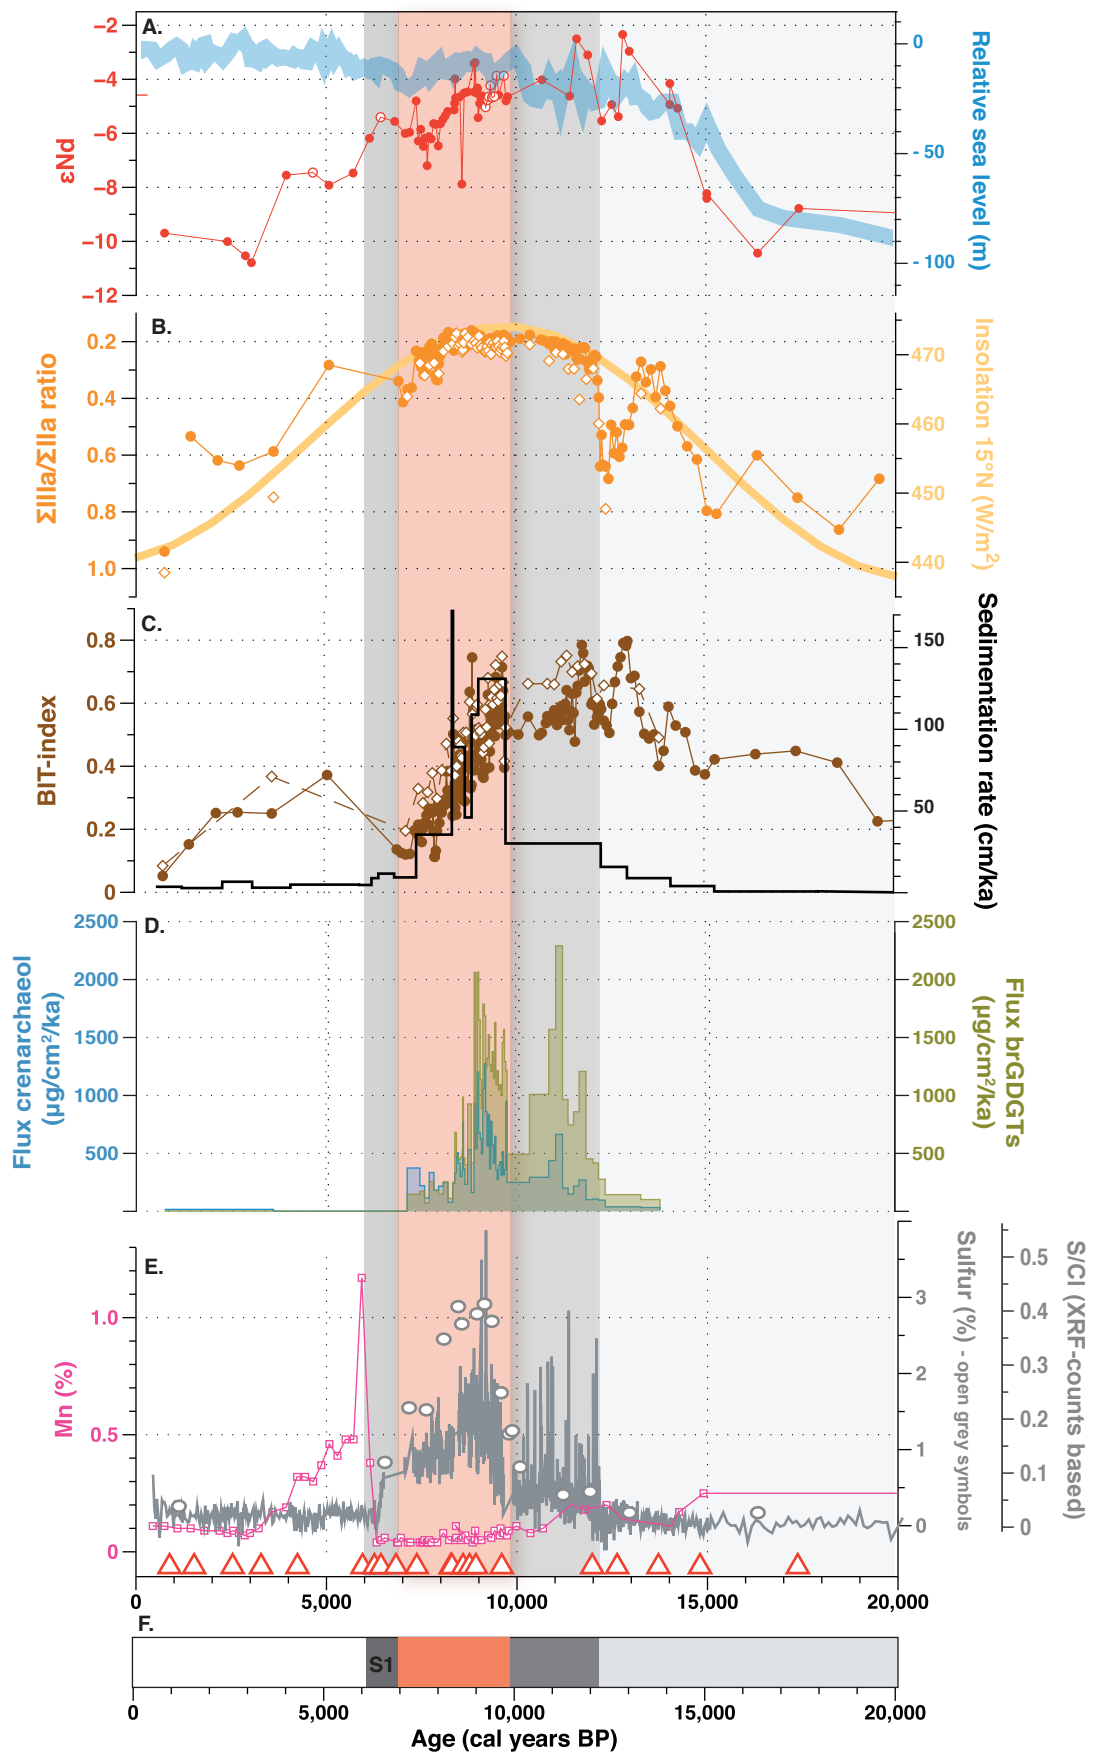 A.
−2
−4
−6
−8
−10
−12
εNd
0
- 50
- 100
Relative sea level (m)
B.
0.2
0.4
0.6
0.8
1.0
ΣIIIa/ΣIIa ratio
470
460
450
440
Insolation 15°N (W/m²)
C.
0.8
0.6
0.4
0.2
0
BIT-index
150
100
50
Sedimentation rate (cm/ka)
D.
2500
2000
1500
1000
500
Flux crenarchaeol
(µg/cm²/ka)
2500
2000
1500
1000
500
Flux brGDGTs
(µg/cm²/ka)
E.
1.0
0.5
0
Mn (%)
3
2
1
0
Sulfur (%) - open grey symbols
0.5
0.4
0.3
0.2
0.1
0
S/Cl (XRF-counts based)
0 5,000 10,000 15,000 20,000
F.
S1
0 5,000 10,000 15,000 20,000
Age (cal years BP)